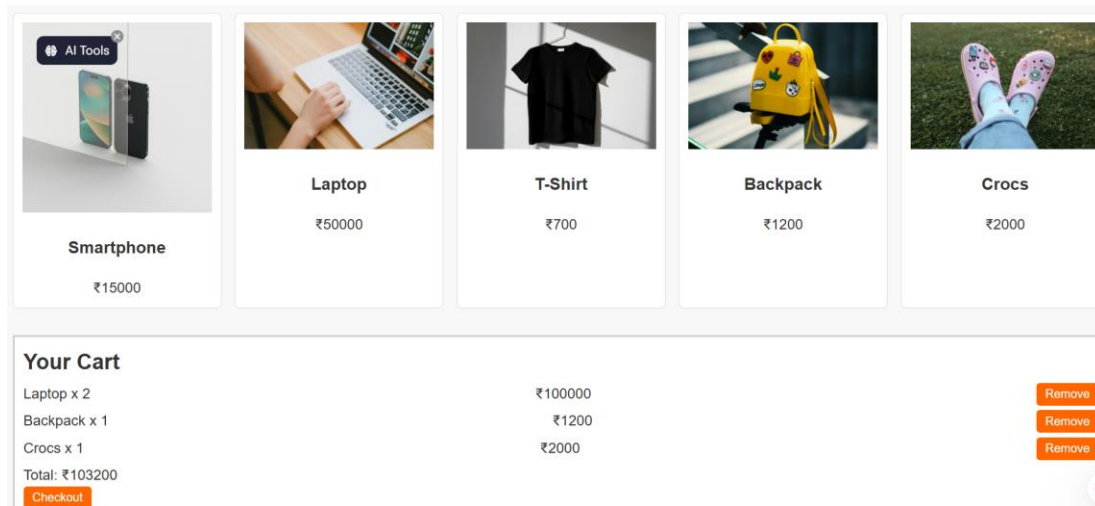 AI Tools
Smartphone
₹15000
Laptop
₹50000
T-Shirt
₹700
Backpack
₹1200
Crocs
₹2000
Your Cart
Laptop x 2 ₹100000 Remove
Backpack x 1 ₹1200 Remove
Crocs x 1 ₹2000 Remove
Total: ₹103200
Checkout